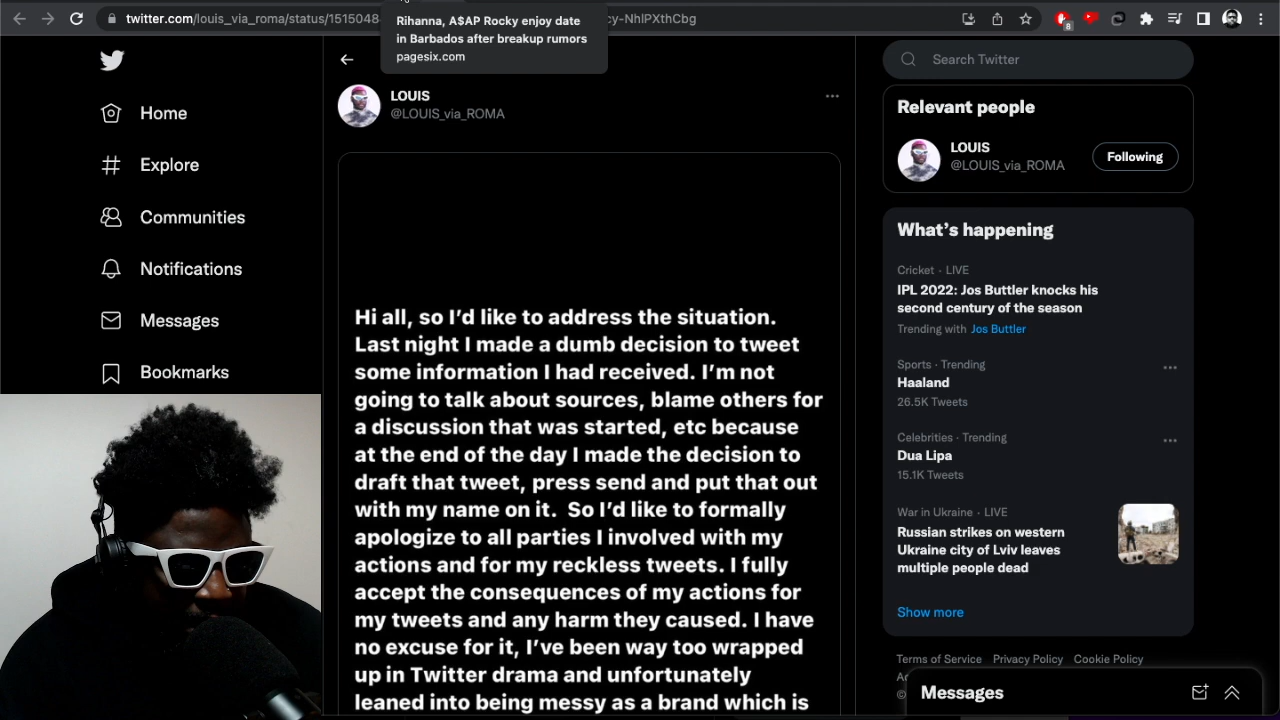 twitter.com/louis_via_roma/status/1515048
cy-NhlPXthCbg
8
Rihanna, A$AP Rocky enjoy date
in Barbados after breakup rumors
pagesix.com
Home
Explore
Communities
Notifications
Messages
Bookmarks
LOUIS
@LOUIS_via_ROMA
Hi all, so I’d like to address the situation.
Last night I made a dumb decision to tweet
some information I had received. I’m not
going to talk about sources, blame others for
a discussion that was started, etc because
at the end of the day I made the decision to
draft that tweet, press send and put that out
with my name on it.  So I’d like to formally
apologize to all parties I involved with my
actions and for my reckless tweets. I fully
accept the consequences of my actions for
my tweets and any harm they caused. I have
no excuse for it, I’ve been way too wrapped
up in Twitter drama and unfortunately
leaned into being messy as a brand which is
Search Twitter
Relevant people
LOUIS
@LOUIS_via_ROMA
Following
What’s happening
Cricket · LIVE
IPL 2022: Jos Buttler knocks his
second century of the season
Trending with Jos Buttler
Sports · Trending
Haaland
26.5K Tweets
Celebrities · Trending
Dua Lipa
15.1K Tweets
War in Ukraine · LIVE
Russian strikes on western
Ukraine city of Lviv leaves
multiple people dead
Show more
Terms of Service Privacy Policy Cookie Policy
Messages